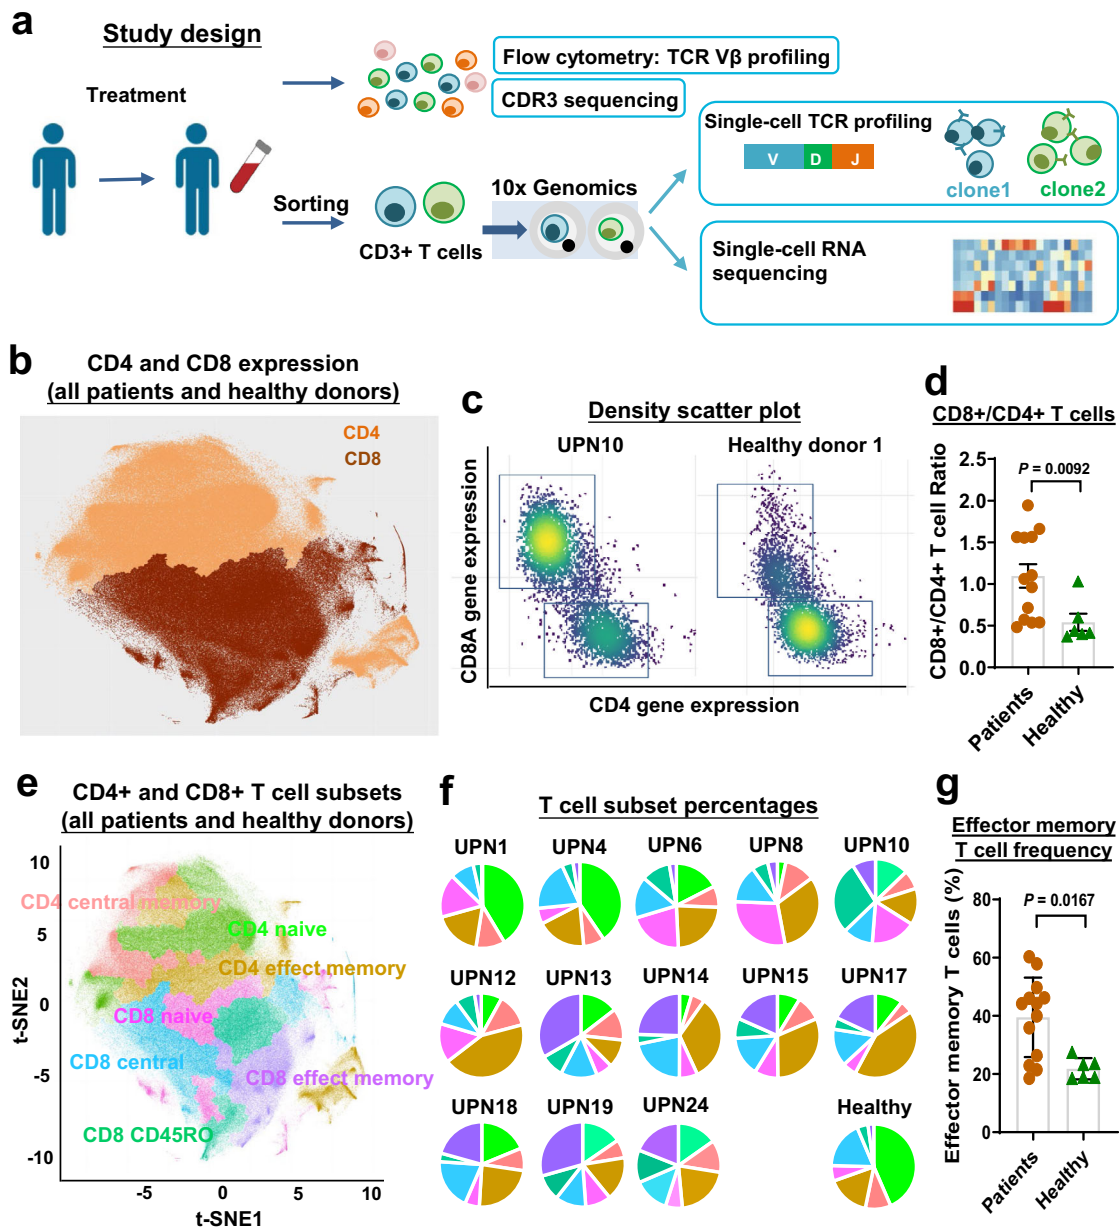 a
Study design
Treatment
Flow cytometry: TCR Vβ profiling
CDR3 sequencing
Sorting
CD3+ T cells
10x Genomics
Single-cell TCR profiling
V D J
clone1 clone2
Single-cell RNA
sequencing
b
CD4 and CD8 expression
(all patients and healthy donors)
CD4
CD8
c
Density scatter plot
UPN10 Healthy donor 1
CD8A gene expression
CD4 gene expression
d
CD8+/CD4+ T cells
P = 0.0092
CD8+/CD4+ T cell Ratio
2.5
2.0
1.5
1.0
0.5
0.0
Patients Healthy
e
CD4+ and CD8+ T cell subsets
(all patients and healthy donors)
t-SNE2
10
5
0
-5
-10
CD4 central memory
CD4 naive
CD4 effect memory
CD8 naive
CD8 central
CD8 effect memory
CD8 CD45RO
-5 0 5 10
t-SNE1
f
T cell subset percentages
UPN1 UPN4 UPN6 UPN8 UPN10
UPN12 UPN13 UPN14 UPN15 UPN17
UPN18 UPN19 UPN24 Healthy
g
Effector memory
T cell frequency
P = 0.0167
Effector memory T cells (%)
80
60
40
20
0
Patients Healthy